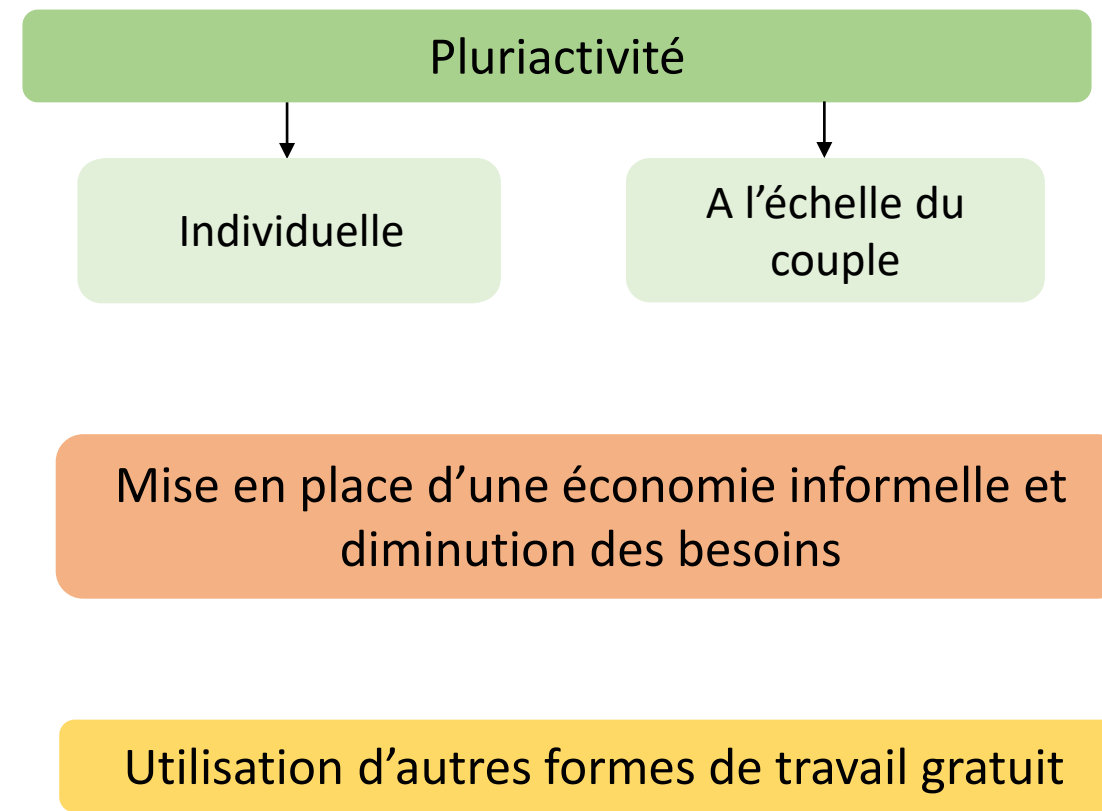 Pluriactivité
Individuelle
A l’échelle du
couple
Mise en place d’une économie informelle et
diminution des besoins
Utilisation d’autres formes de travail gratuit